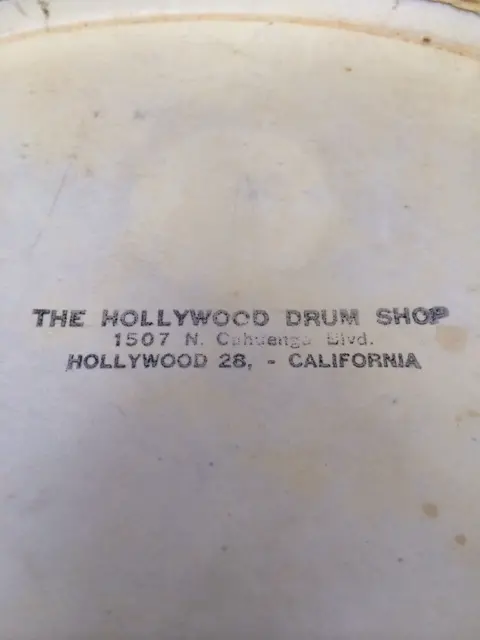 THE HOLLYWOOD DRUM SHOP
1507 N. Cahuenga Blvd.
HOLLYWOOD 28, - CALIFORNIA